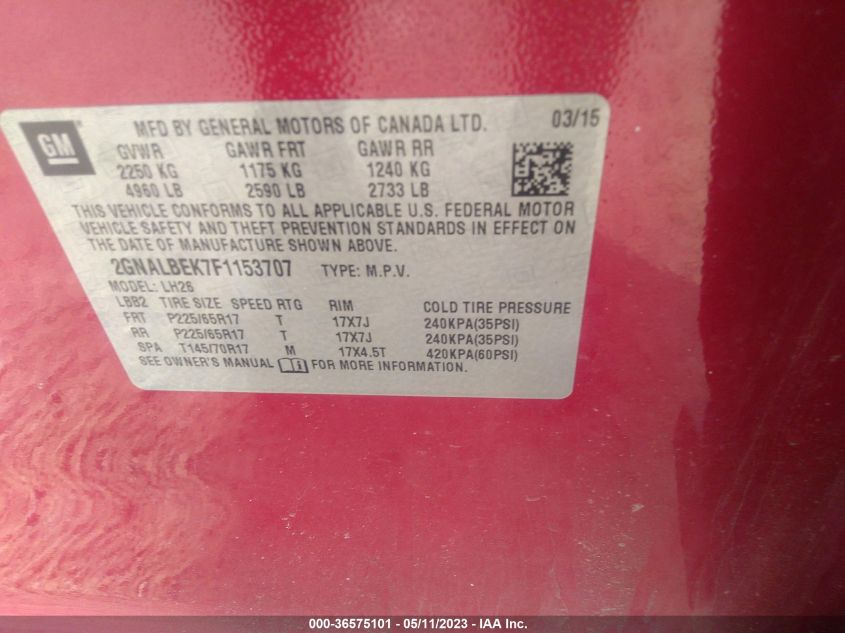 GM
MFD BY GENERAL MOTORS OF CANADA LTD. 03/15
GVWR GAWR FRT GAWR RR
2250 KG 1175 KG 1240 KG
4960 LB 2590 LB 2733 LB
THIS VEHICLE CONFORMS TO ALL APPLICABLE U.S. FEDERAL MOTOR
VEHICLE SAFETY AND THEFT PREVENTION STANDARDS IN EFFECT ON
THE DATE OF MANUFACTURE SHOWN ABOVE.
2GNALBEK7F1153707 TYPE: M.P.V.
MODEL: LH26
LBB2 TIRE SIZE SPEED RTG RIM COLD TIRE PRESSURE
FRT P225/65R17 T 17X7J 240KPA(35PSI)
RR P225/65R17 T 17X7J 240KPA(35PSI)
SPA T145/70R17 M 17X4.5T 420KPA(60PSI)
SEE OWNER'S MANUAL FOR MORE INFORMATION.
000-36575101 - 05/11/2023 - IAA Inc.